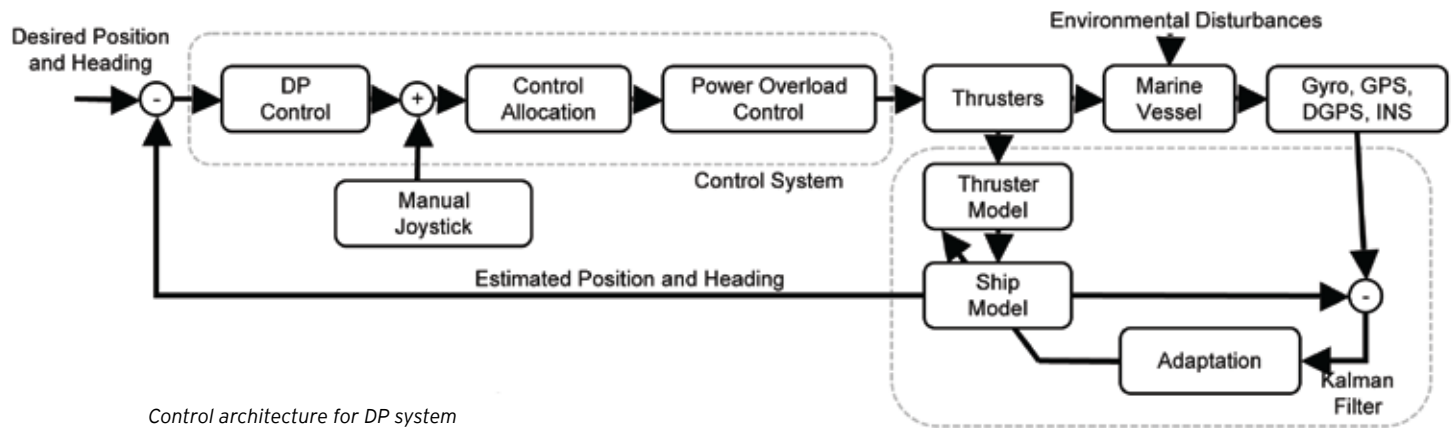 Environmental Disturbances
Desired Position
and Heading
-
DP
Control
+
Control
Allocation
Power Overload
Control
Thrusters
Marine
Vessel
Gyro, GPS,
DGPS, INS
Control System
Manual
Joystick
Thruster
Model
Estimated Position and Heading
Ship
Model
-
Adaptation
Kalman
Filter
Control architecture for DP system